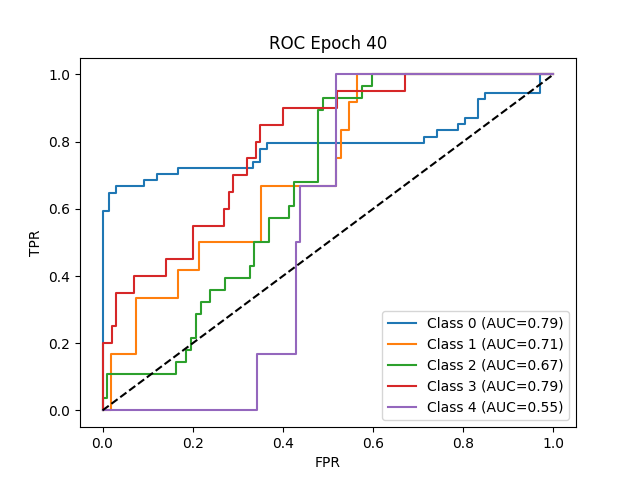 ROC Epoch 40
TPR
1.0
0.8
0.6
0.4
0.2
0.0
Class 0 (AUC=0.79)
Class 1 (AUC=0.71)
Class 2 (AUC=0.67)
Class 3 (AUC=0.79)
Class 4 (AUC=0.55)
0.0 0.2 0.4 0.6 0.8 1.0
FPR